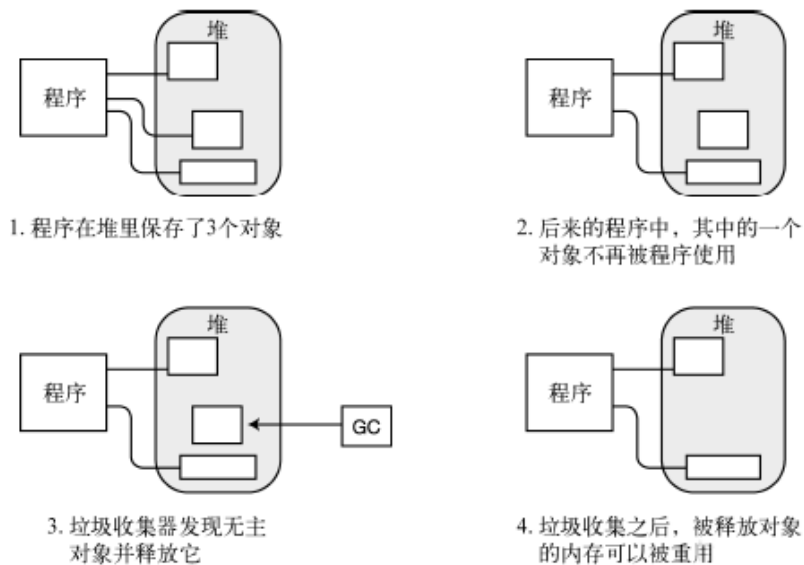 堆
程序
1. 程序在堆里保存了3个对象
堆
程序
2. 后来的程序中，其中的一个
对象不再被程序使用
堆
程序
GC
3. 垃圾收集器发现无主
对象并释放它
堆
程序
4. 垃圾收集之后，被释放对象
的内存可以被重用